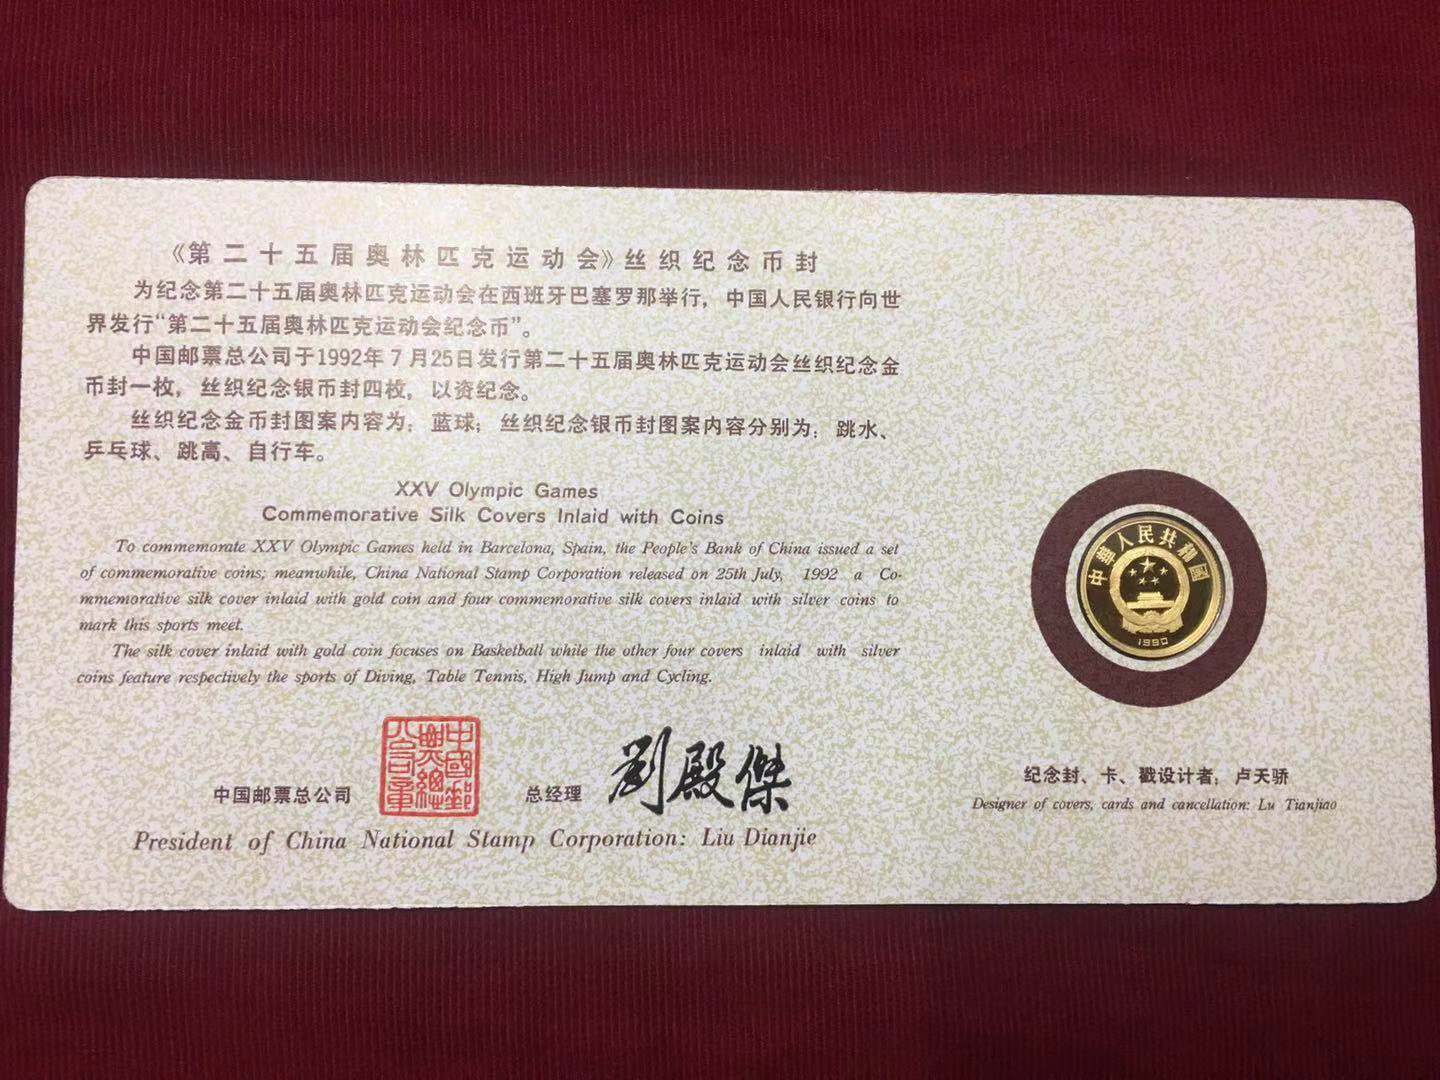 《第二十五届奥林匹克运动会》丝织纪念币封
为纪念第二十五届奥林匹克运动会在西班牙巴塞罗那举行，中国人民银行向世
界发行“第二十五届奥林匹克运动会纪念币”。
中国邮票总公司于1992年7月25日发行第二十五届奥林匹克运动会丝织纪念金
币封一枚，丝织纪念银币封四枚，以资纪念。
丝织纪念金币封图案内容为：蓝球；丝织纪念银币封图案内容分别为：跳水、
乒乓球、跳高、自行车。
XXV Olympic Games
Commemorative Silk Covers Inlaid with Coins
To commemorate XXV Olympic Games held in Barcelona, Spain, the People's Bank of China issued a set
of commemorative coins; meanwhile, China National Stamp Corporation released on 25th July, 1992 a Co-
mmemorative silk cover inlaid with gold coin and four commemorative silk covers inlaid with silver coins to
mark this sports meet.
The silk cover inlaid with gold coin focuses on Basketball while the other four covers inlaid with silver
coins feature respectively the sports of Diving, Table Tennis, High Jump and Cycling.
中国邮票总公司
总经理
劉殿傑
President of China National Stamp Corporation: Liu Dianjie
中華人民共和國
1990
纪念封、卡、戳设计者：卢天骄
Designer of covers, cards and cancellation: Lu Tianjiao